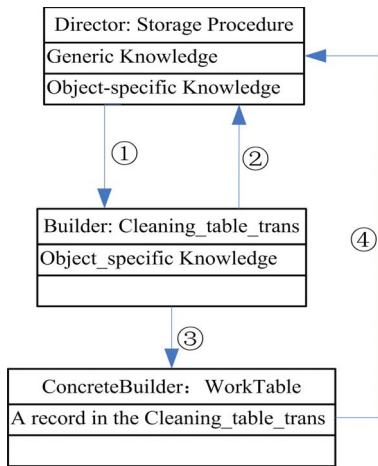 Director: Storage Procedure
Generic Knowledge
Object-specific Knowledge
①
②
Builder: Cleaning_table_trans
Object_specific Knowledge
④
③
ConcreteBuilder：WorkTable
A record in the Cleaning_table_trans